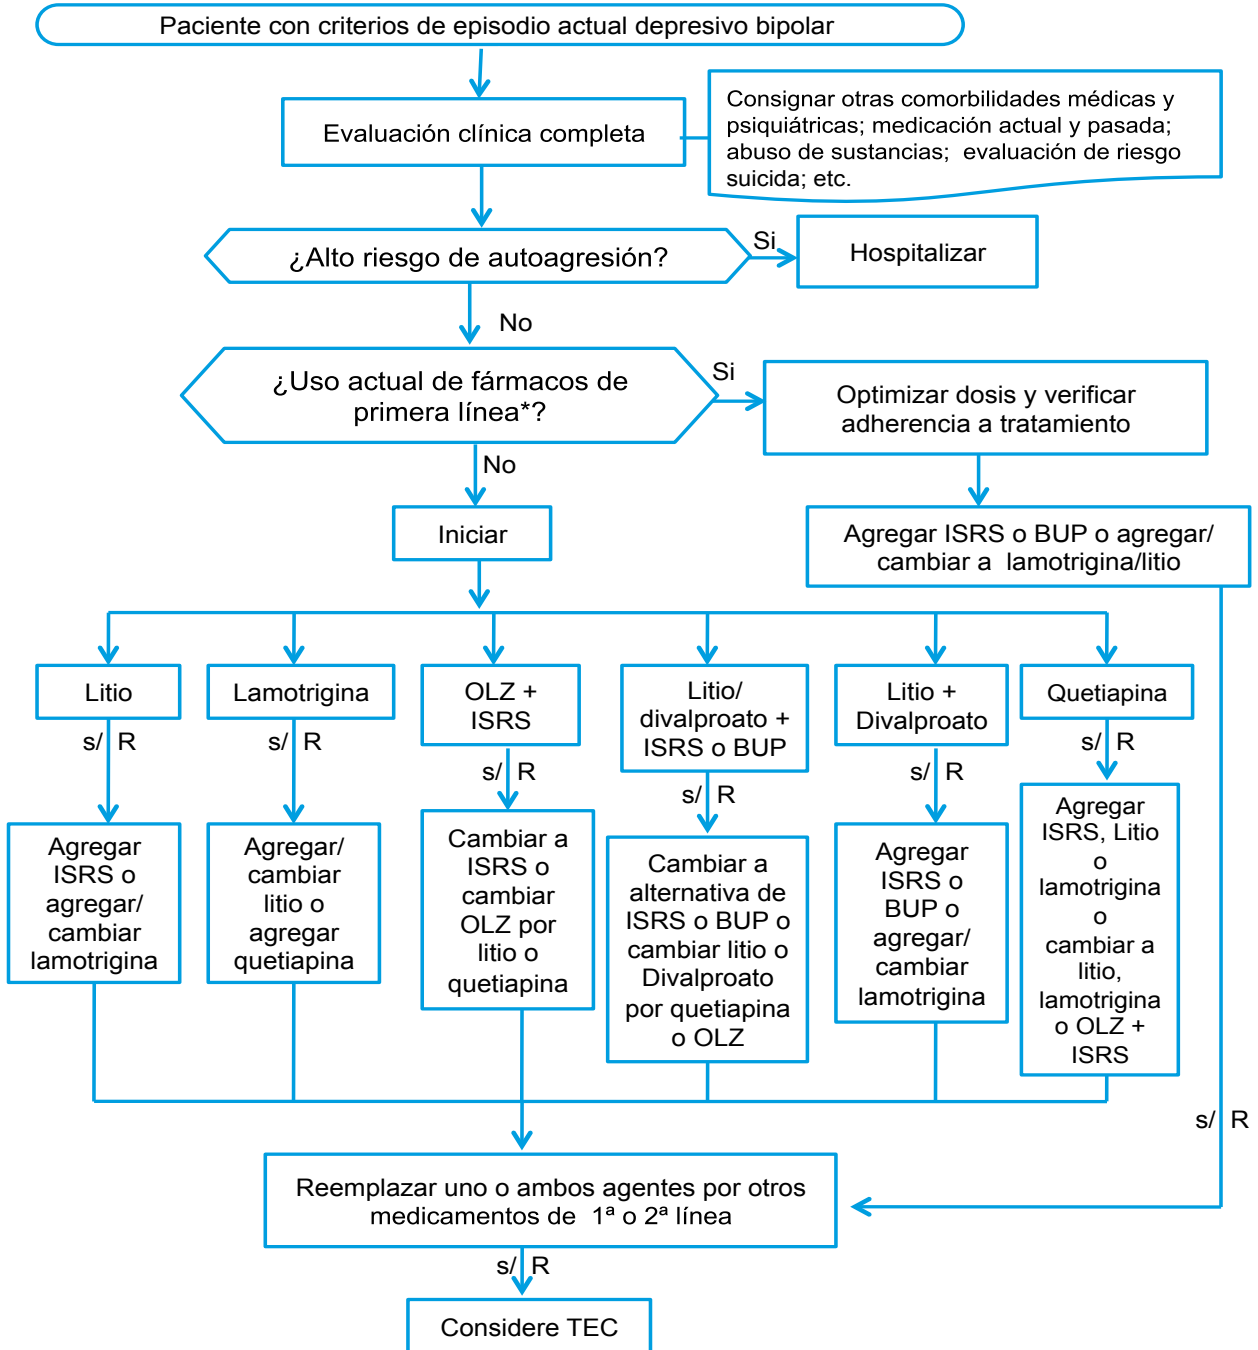 Paciente con criterios de episodio actual depresivo bipolar
Evaluación clínica completa
Consignar otras comorbilidades médicas y
psiquiátricas; medicación actual y pasada;
abuso de sustancias; evaluación de riesgo
suicida; etc.
¿Alto riesgo de autoagresión?
Si
Hospitalizar
No
¿Uso actual de fármacos de
primera línea*?
Si
Optimizar dosis y verificar
adherencia a tratamiento
No
Iniciar
Agregar ISRS o BUP o agregar/
cambiar a lamotrigina/litio
Litio
Lamotrigina
OLZ +
ISRS
Litio/
divalproato +
ISRS o BUP
Litio +
Divalproato
Quetiapina
s/ R
s/ R
s/ R
s/ R
s/ R
s/ R
Agregar
ISRS o
agregar/
cambiar
lamotrigina
Agregar/
cambiar
litio o
agregar
quetiapina
Cambiar a
ISRS o
cambiar
OLZ por
litio o
quetiapina
Cambiar a
alternativa de
ISRS o BUP o
cambiar litio o
Divalproato
por quetiapina
o OLZ
Agregar
ISRS o
BUP o
agregar/
cambiar
lamotrigina
Agregar
ISRS, Litio
o
lamotrigina
o
cambiar a
litio,
lamotrigina
o OLZ +
ISRS
s/ R
Reemplazar uno o ambos agentes por otros
medicamentos de 1ª o 2ª línea
s/ R
Considere TEC